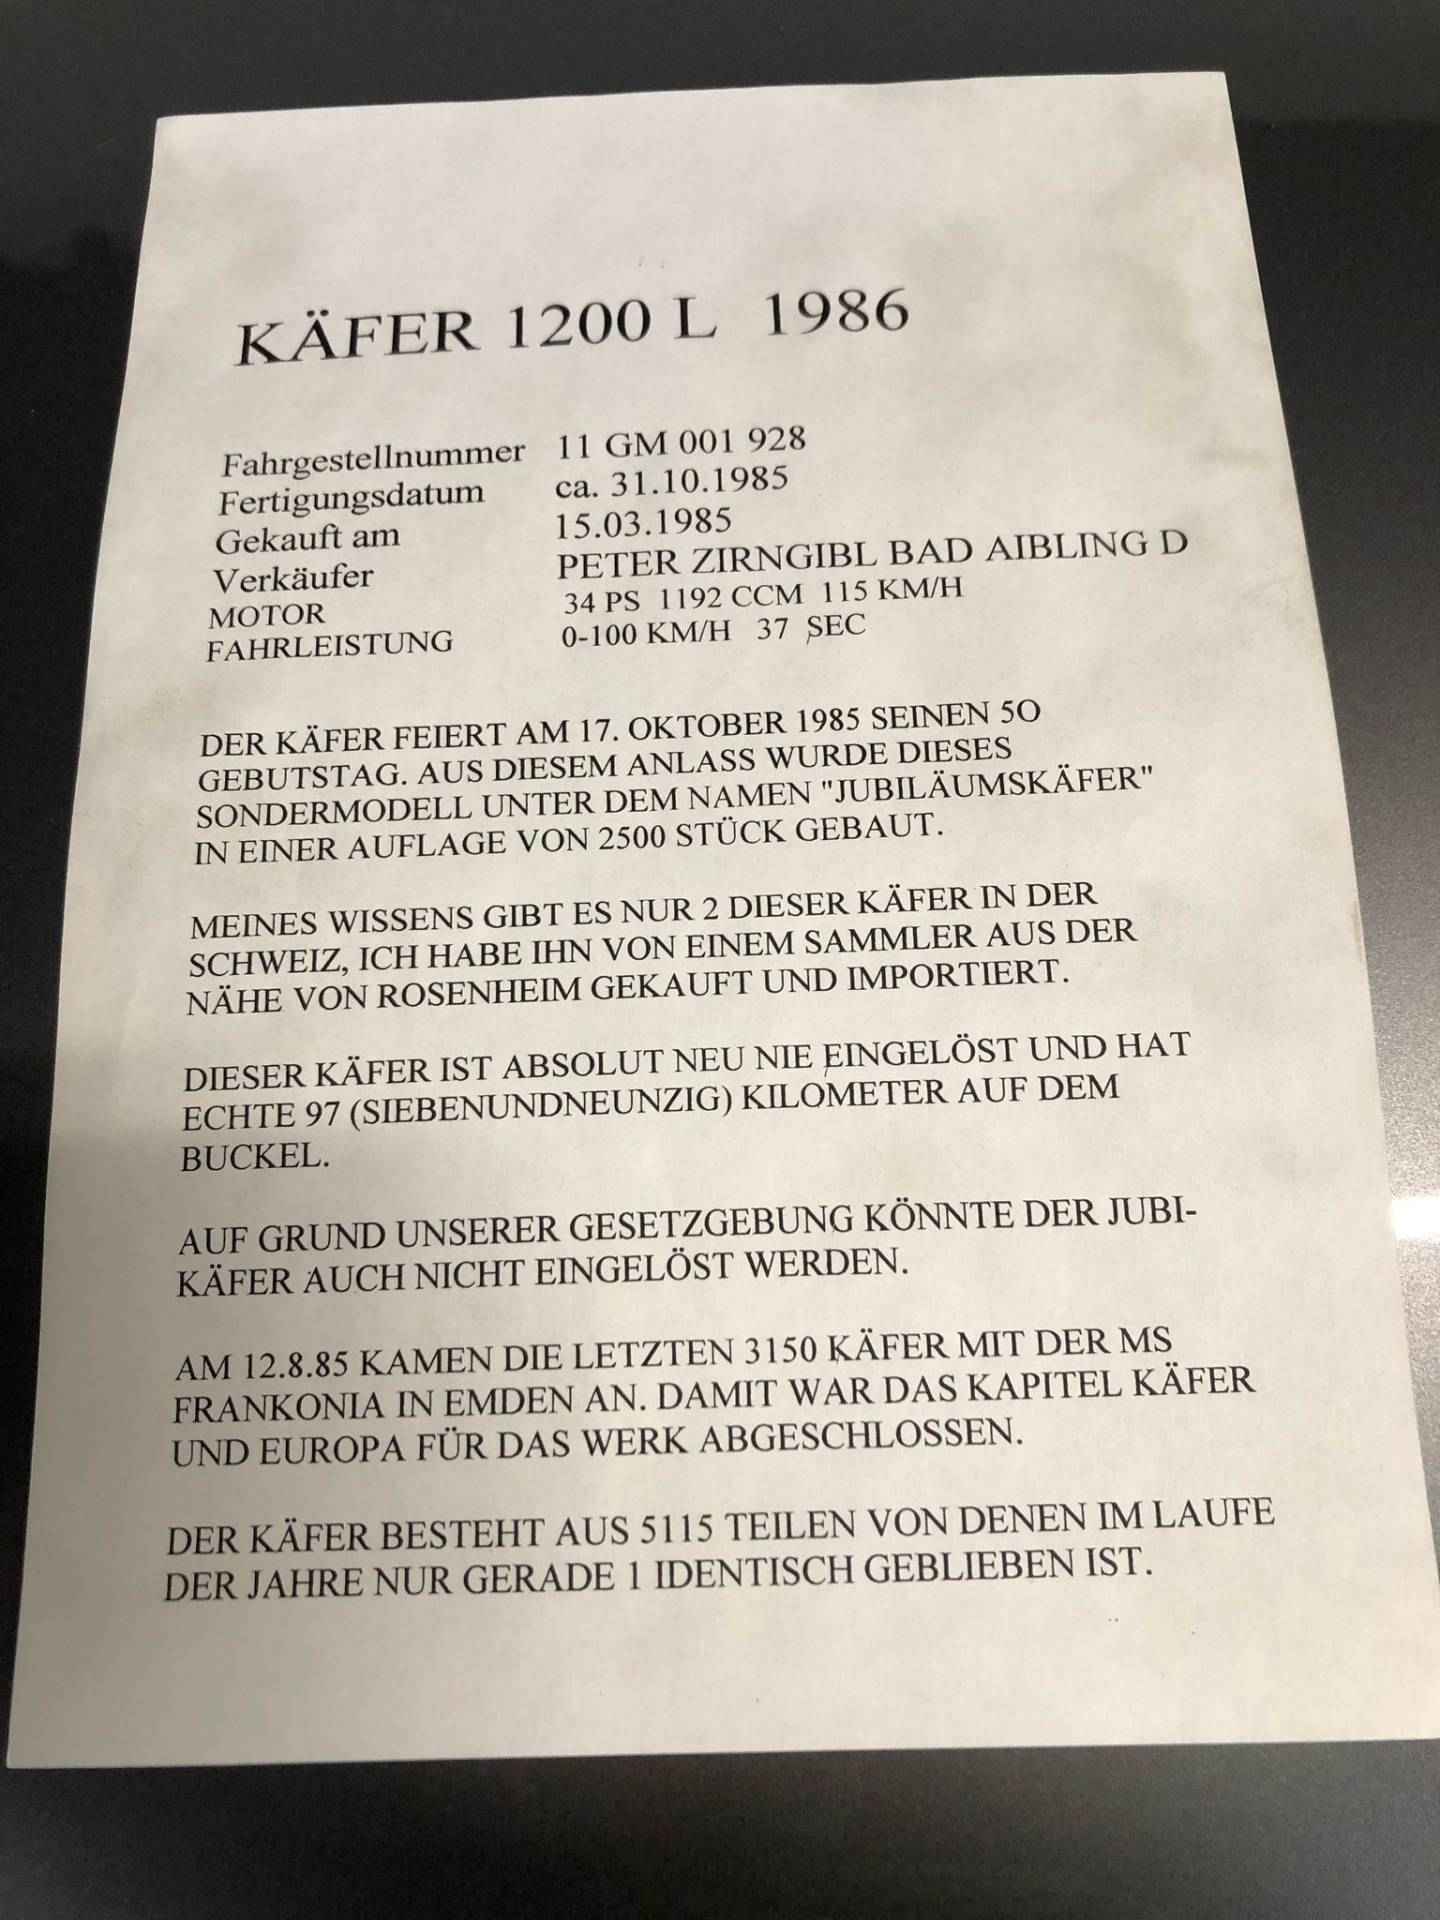 KÄFER 1200 L 1986
Fahrgestellnummer 11 GM 001 928
Fertigungsdatum ca. 31.10.1985
Gekauft am 15.03.1985
Verkäufer PETER ZIRNGIBL BAD AIBLING D
MOTOR 34 PS 1192 CCM 115 KM/H
FAHRLEISTUNG 0-100 KM/H 37 SEC
DER KÄFER FEIERT AM 17. OKTOBER 1985 SEINEN 5O
GEBUTSTAG. AUS DIESEM ANLASS WURDE DIESES
SONDERMODELL UNTER DEM NAMEN "JUBILÄUMSKÄFER"
IN EINER AUFLAGE VON 2500 STÜCK GEBAUT.
MEINES WISSENS GIBT ES NUR 2 DIESER KÄFER IN DER
SCHWEIZ, ICH HABE IHN VON EINEM SAMMLER AUS DER
NÄHE VON ROSENHEIM GEKAUFT UND IMPORTIERT.
DIESER KÄFER IST ABSOLUT NEU NIE EINGELÖST UND HAT
ECHTE 97 (SIEBENUNDNEUNZIG) KILOMETER AUF DEM
BUCKEL.
AUF GRUND UNSERER GESETZGEBUNG KÖNNTE DER JUBI-
KÄFER AUCH NICHT EINGELÖST WERDEN.
AM 12.8.85 KAMEN DIE LETZTEN 3150 KÄFER MIT DER MS
FRANKONIA IN EMDEN AN. DAMIT WAR DAS KAPITEL KÄFER
UND EUROPA FÜR DAS WERK ABGESCHLOSSEN.
DER KÄFER BESTEHT AUS 5115 TEILEN VON DENEN IM LAUFE
DER JAHRE NUR GERADE 1 IDENTISCH GEBLIEBEN IST.